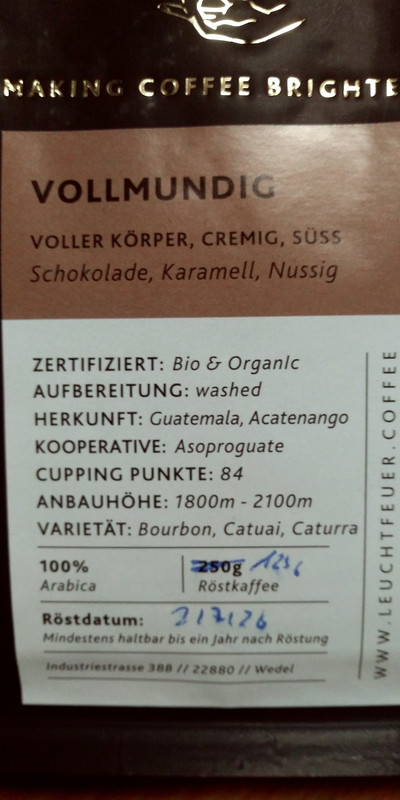 MAKING COFFEE BRIGHTE
VOLLMUNDIG
VOLLER KÖRPER, CREMIG, SÜSS
Schokolade, Karamell, Nussig
ZERTIFIZIERT: Bio & OrganIc
AUFBEREITUNG: washed
HERKUNFT: Guatemala, Acatenango
KOOPERATIVE: Asoproguate
CUPPING PUNKTE: 84
ANBAUHÖHE: 1800m - 2100m
VARIETÄT: Bourbon, Catuai, Caturra
100% 250g 125g
Arabica Röstkaffee
Röstdatum:
Mindestens haltbar bis ein Jahr nach Röstung
Industriestrasse 38B // 22880 // Wedel
WWW.LEUCHTFEUER.COFFEE